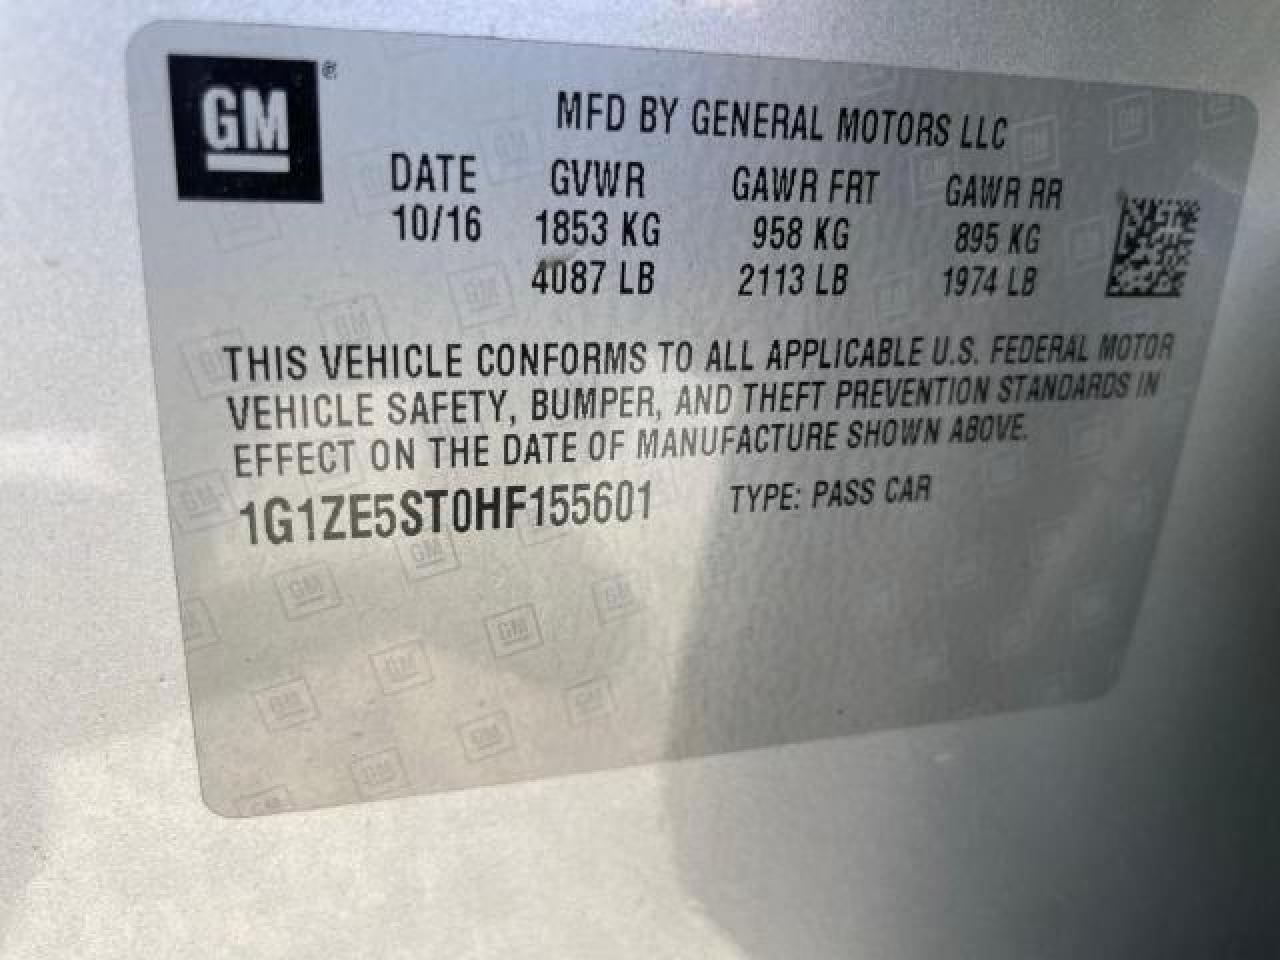 GM®
MFD BY GENERAL MOTORS LLC
DATE GVWR GAWR FRT GAWR RR
10/16 1853 KG 958 KG 895 KG
4087 LB 2113 LB 1974 LB
THIS VEHICLE CONFORMS TO ALL APPLICABLE U.S. FEDERAL MOTOR
VEHICLE SAFETY, BUMPER, AND THEFT PREVENTION STANDARDS IN
EFFECT ON THE DATE OF MANUFACTURE SHOWN ABOVE.
1G1ZE5ST0HF155601 TYPE: PASS CAR